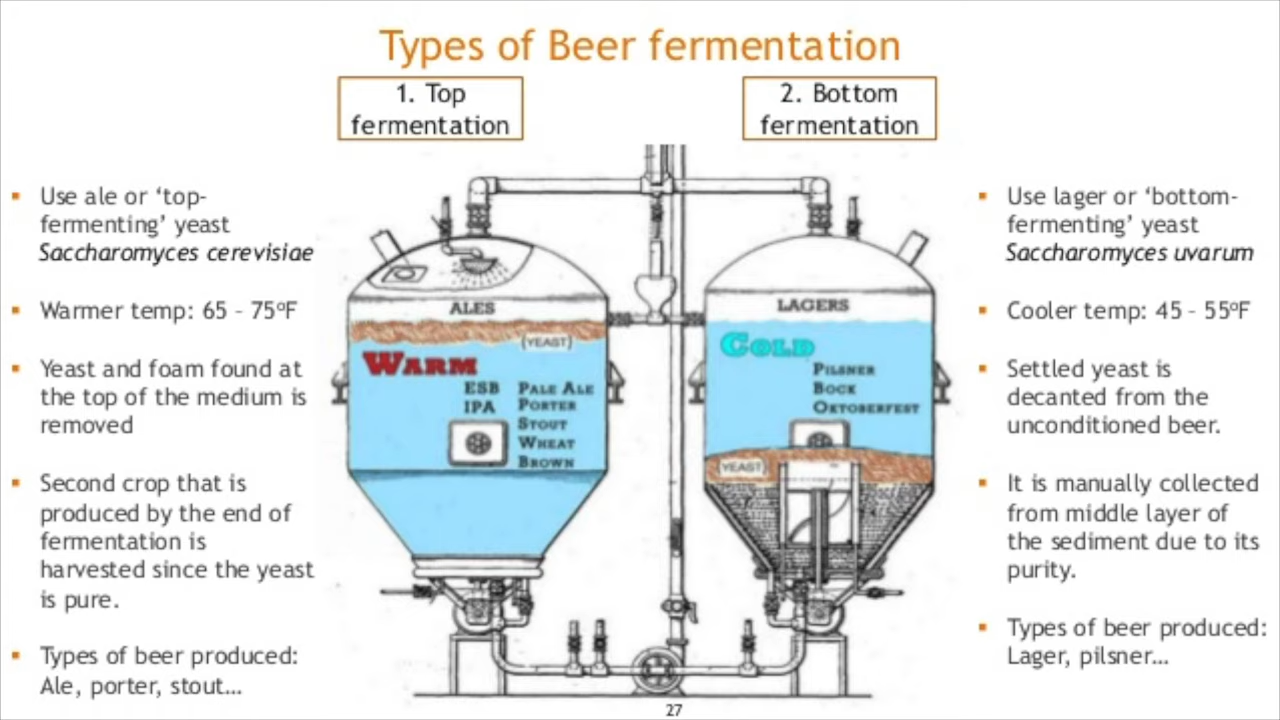 Types of Beer fermentation
1. Top
fermentation
▪ Use ale or ‘top-
fermenting’ yeast
Saccharomyces cerevisiae
▪ Warmer temp: 65 – 75ºF
▪ Yeast and foam found at
the top of the medium is
removed
▪ Second crop that is
produced by the end of
fermentation is
harvested since the yeast
is pure.
▪ Types of beer produced:
Ale, porter, stout…
ALES
(YEAST)
WARM
ESB
IPA
PALE ALE
PORTER
STOUT
WHEAT
BROWN
2. Bottom
fermentation
LAGERS
COLD
PILSNER
BOCK
OKTOBERFEST
(YEAST)
▪ Use lager or ‘bottom-
fermenting’ yeast
Saccharomyces uvarum
▪ Cooler temp: 45 – 55ºF
▪ Settled yeast is
decanted from the
unconditioned beer.
▪ It is manually collected
from middle layer of
the sediment due to its
purity.
▪ Types of beer produced:
Lager, pilsner…
27